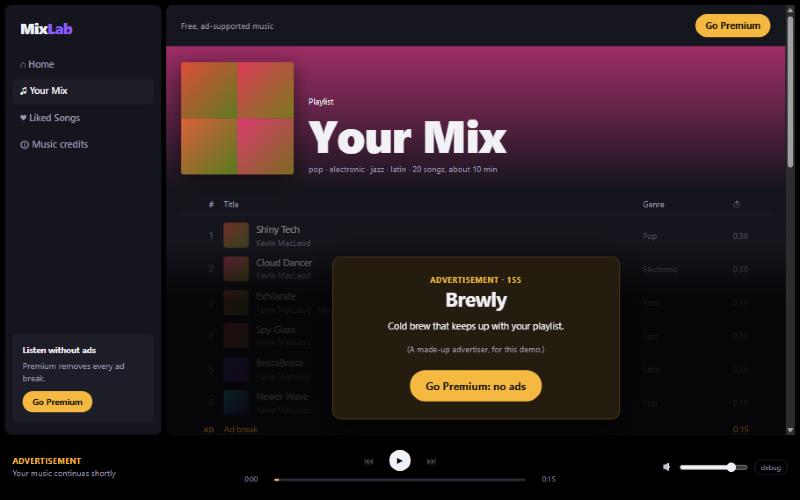 MixLab
Home
Your Mix
Liked Songs
Music credits
Listen without ads
Premium removes every ad
break.
Go Premium
Free, ad-supported music
Go Premium
Playlist
Your Mix
pop · electronic · jazz · latin · 20 songs, about 10 min
# Title Genre
1 Shiny Tech Pop 0:30
Kevin MacLeod
2 Cloud Dancer Electronic 0:30
Kevin MacLeod
3 Exhilarate 0:30
Kevin MacLeod
4 Spy Glass Jazz 0:30
Kevin MacLeod
5 BossaBossa Latin 0:30
Kevin MacLeod
6 Newer Wave Pop 0:30
Kevin MacLeod
AD Ad break 0:15
ADVERTISEMENT · 15S
Brewly
Cold brew that keeps up with your playlist.
(A made-up advertiser, for this demo.)
Go Premium: no ads
ADVERTISEMENT
Your music continues shortly
0:00 0:15
debug